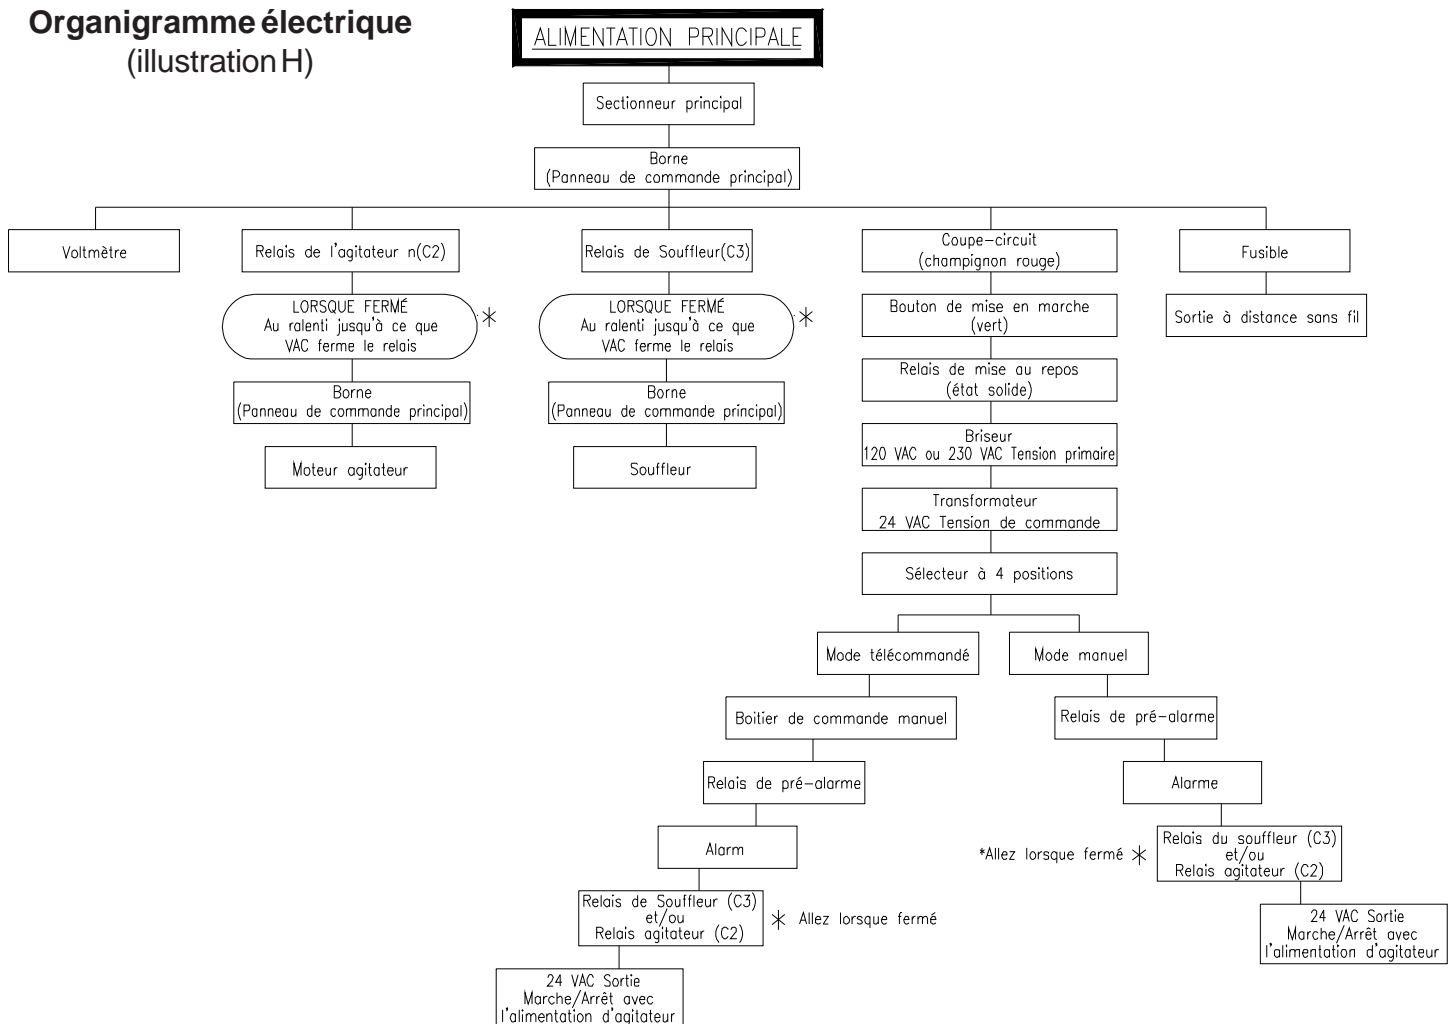 Organigramme électrique
(illustration H)
ALIMENTATION PRINCIPALE
Sectionneur principal
Borne
(Panneau de commande principal)
Voltmètre
Relais de l'agitateur n(C2)
Relais de Souffleur(C3)
Coupe-circuit
(champignon rouge)
Fusible
LORSQUE FERMÉ
Au ralenti jusqu'à ce que
VAC ferme le relais
*
LORSQUE FERMÉ
Au ralenti jusqu'à ce que
VAC ferme le relais
*
Bouton de mise en marche
(vert)
Sortie à distance sans fil
Borne
(Panneau de commande principal)
Borne
(Panneau de commande principal)
Relais de mise au repos
(état solide)
Moteur agitateur
Souffleur
Briseur
120 VAC ou 230 VAC Tension primaire
Transformateur
24 VAC Tension de commande
Sélecteur à 4 positions
Mode télécommandé
Mode manuel
Boitier de commande manuel
Relais de pré-alarme
Relais de pré-alarme
Alarme
Alarm
*Allez lorsque fermé *
Relais du souffleur (C3)
et/ou
Relais agitateur (C2)
Relais de Souffleur (C3)
et/ou
Relais agitateur (C2)
* Allez lorsque fermé
24 VAC Sortie
Marche/Arrêt avec
l'alimentation d'agitateur
24 VAC Sortie
Marche/Arrêt avec
l'alimentation d'agitateur